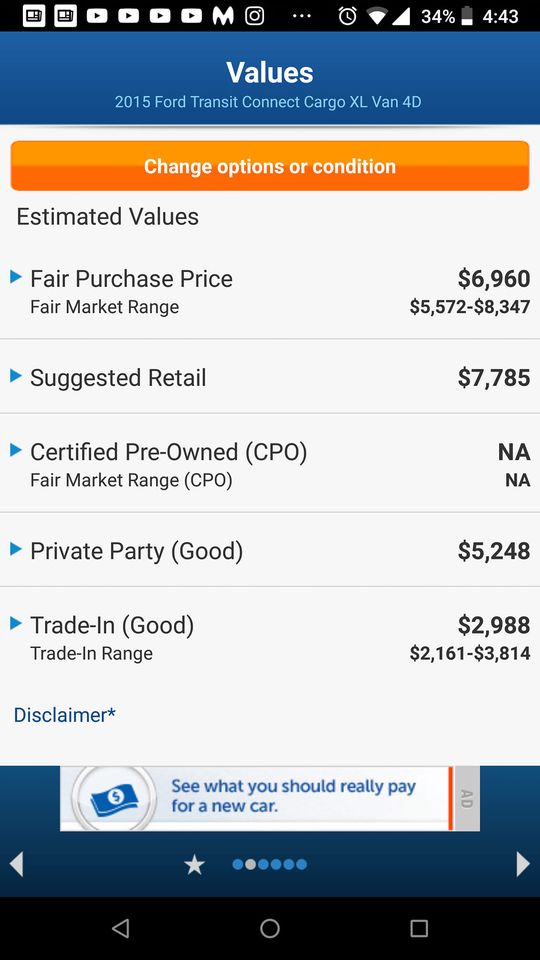 34% 4:43
Values
2015 Ford Transit Connect Cargo XL Van 4D
Change options or condition
Estimated Values
Fair Purchase Price $6,960
Fair Market Range $5,572-$8,347
Suggested Retail $7,785
Certified Pre-Owned (CPO) NA
Fair Market Range (CPO) NA
Private Party (Good) $5,248
Trade-In (Good) $2,988
Trade-In Range $2,161-$3,814
Disclaimer*
See what you should really pay
for a new car.
AD